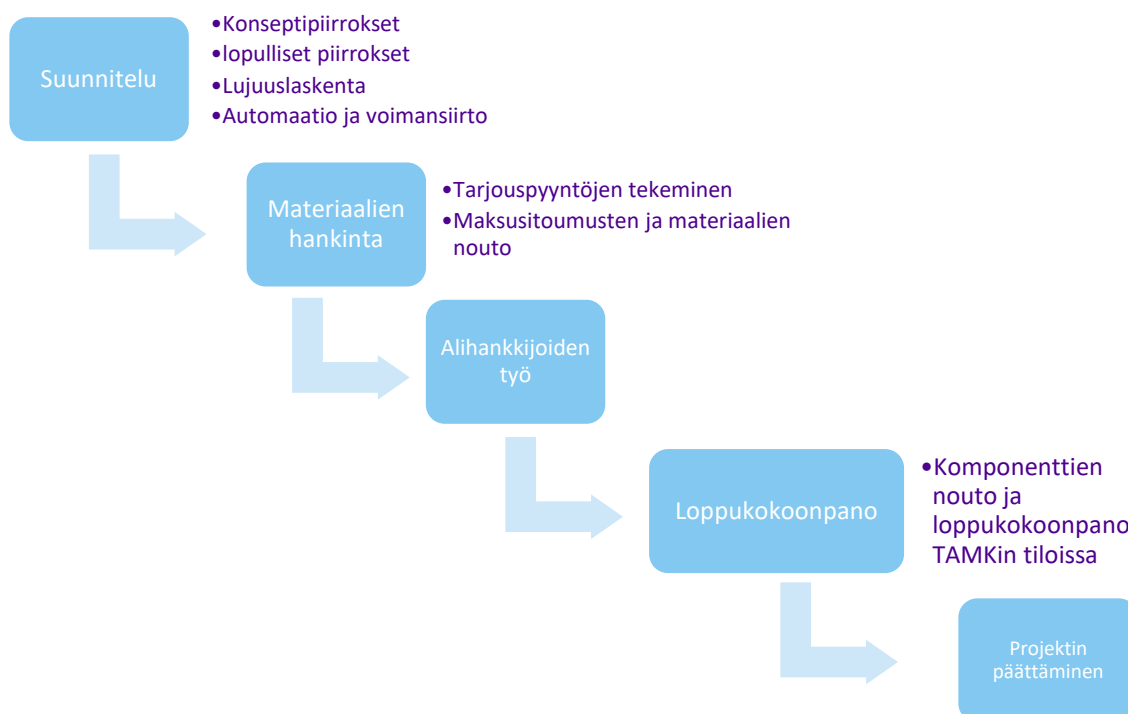 Suunnitelu
•Konseptipiirrokset
•lopulliset piirrokset
•Lujuuslaskenta
•Automaatio ja voimansiirto
Materiaalien
hankinta
•Tarjouspyyntöjen tekeminen
•Maksusitoumusten ja materiaalien
nouto
Alihankkijoiden
työ
Loppukokoonpano
•Komponenttien
nouto ja
loppukokoonpano
TAMKin tiloissa
Projektin
päättäminen